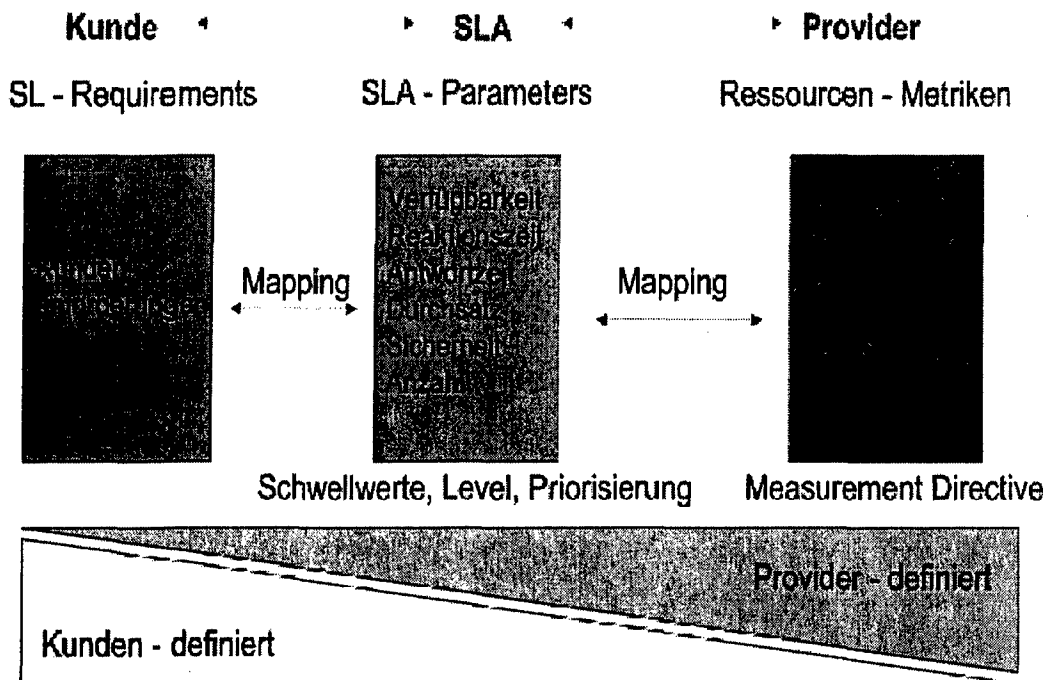 Kunde SLA Provider
SL - Requirements SLA - Parameters Ressourcen - Metriken
Verfügbarkeit
Reaktionszeit
Antwortzeit
Durchsatz
Sicherheit
Kunden
Mapping Mapping
Schwellwerte, Level, Priorisierung Measurement Directive
Provider - definiert
Kunden - definiert